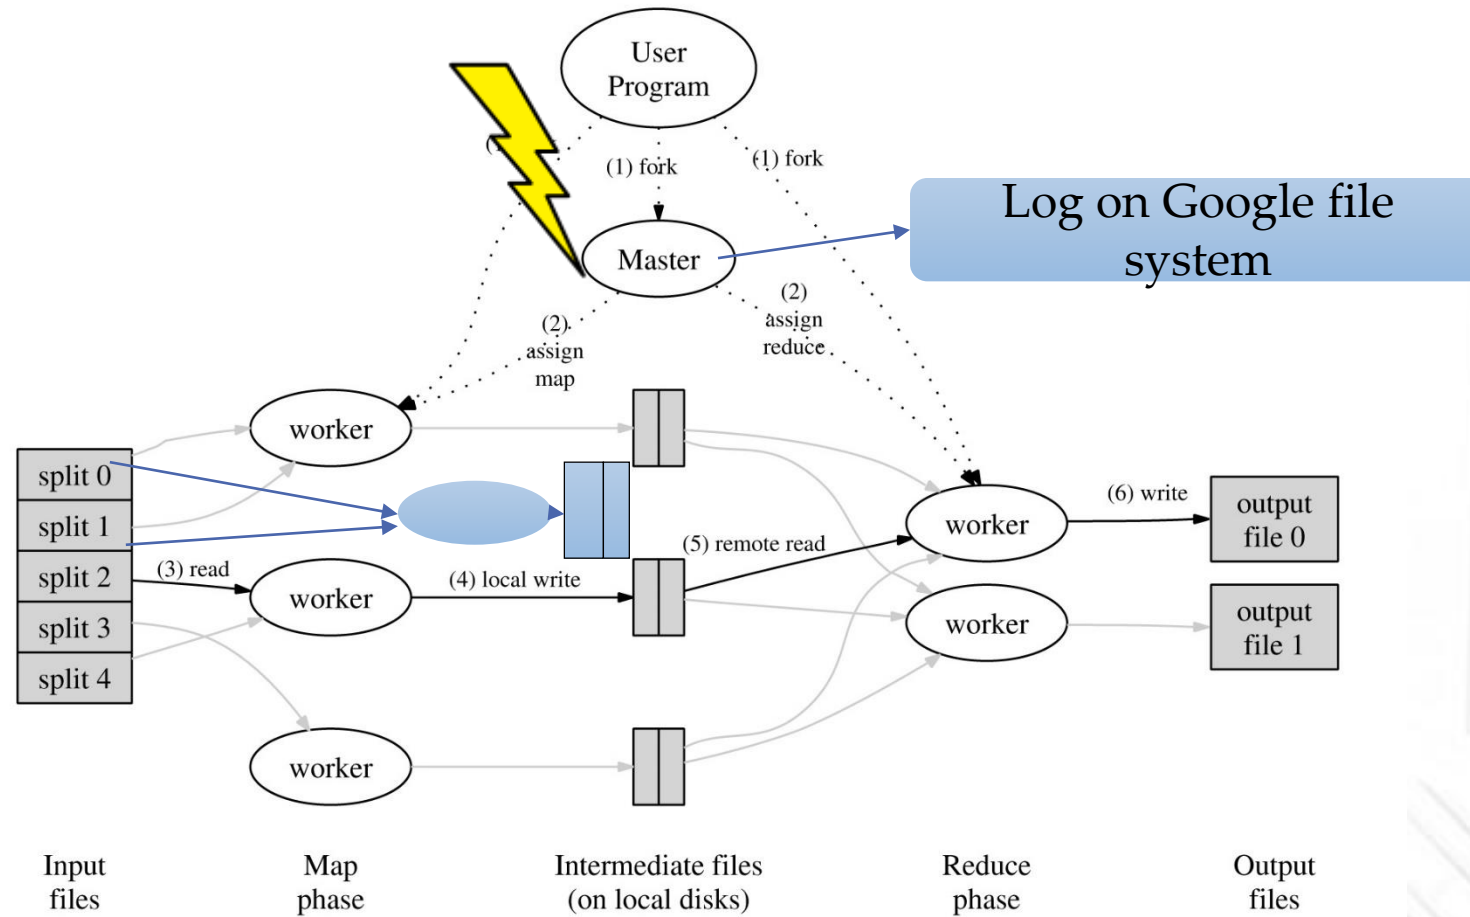 User
Program
(1
(1) fork
(1) fork
Log on Google file
system
Master
(2)
assign
map
(2)
assign
reduce
worker
split 0
split 1
split 2
split 3
split 4
(3) read
worker
(4) local write
(5) remote read
worker
(6) write
output
file 0
worker
output
file 1
worker
Input
files
Map
phase
Intermediate files
(on local disks)
Reduce
phase
Output
files